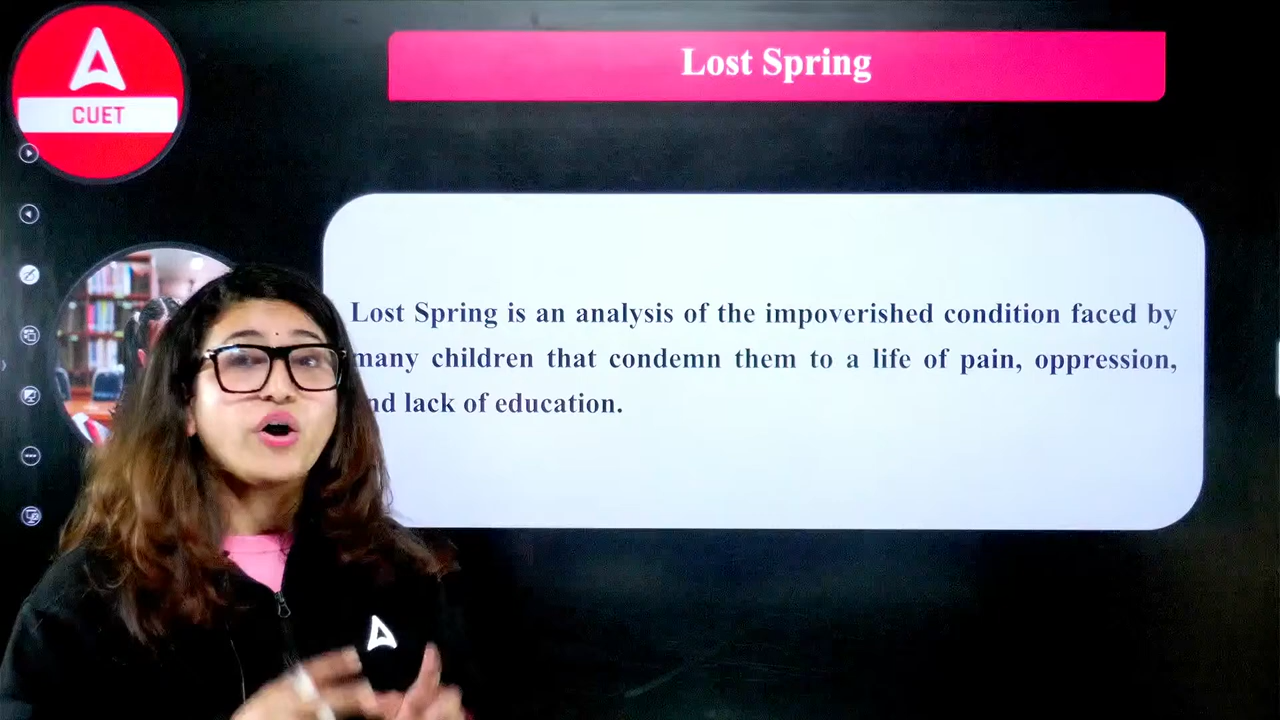 CUET
Lost Spring
Lost Spring is an analysis of the impoverished condition faced by
many children that condemn them to a life of pain, oppression,
and lack of education.